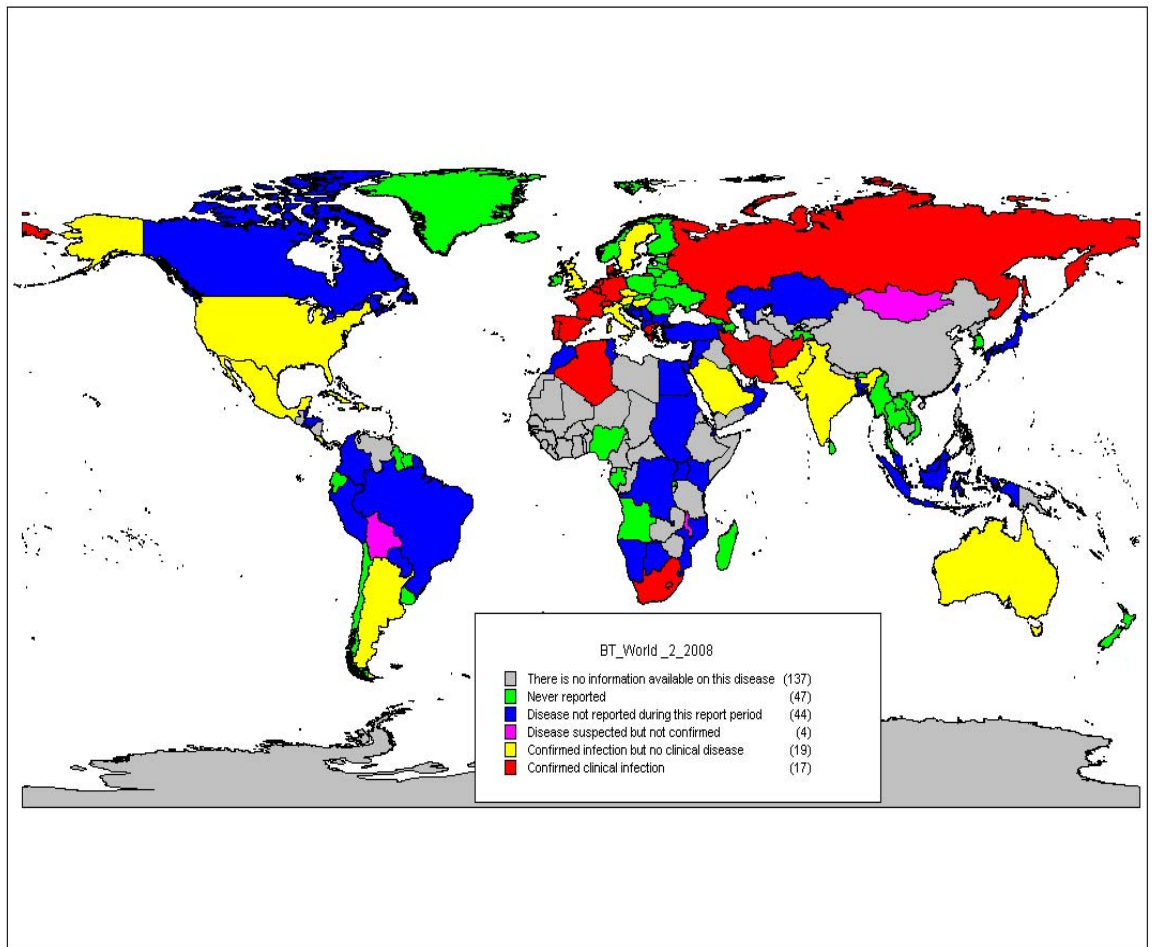 BT_World _2_2008
There is no information available on this disease (137)
Never reported (47)
Disease not reported during this report period (44)
Disease suspected but not confirmed (4)
Confirmed infection but no clinical disease (19)
Confirmed clinical infection (17)